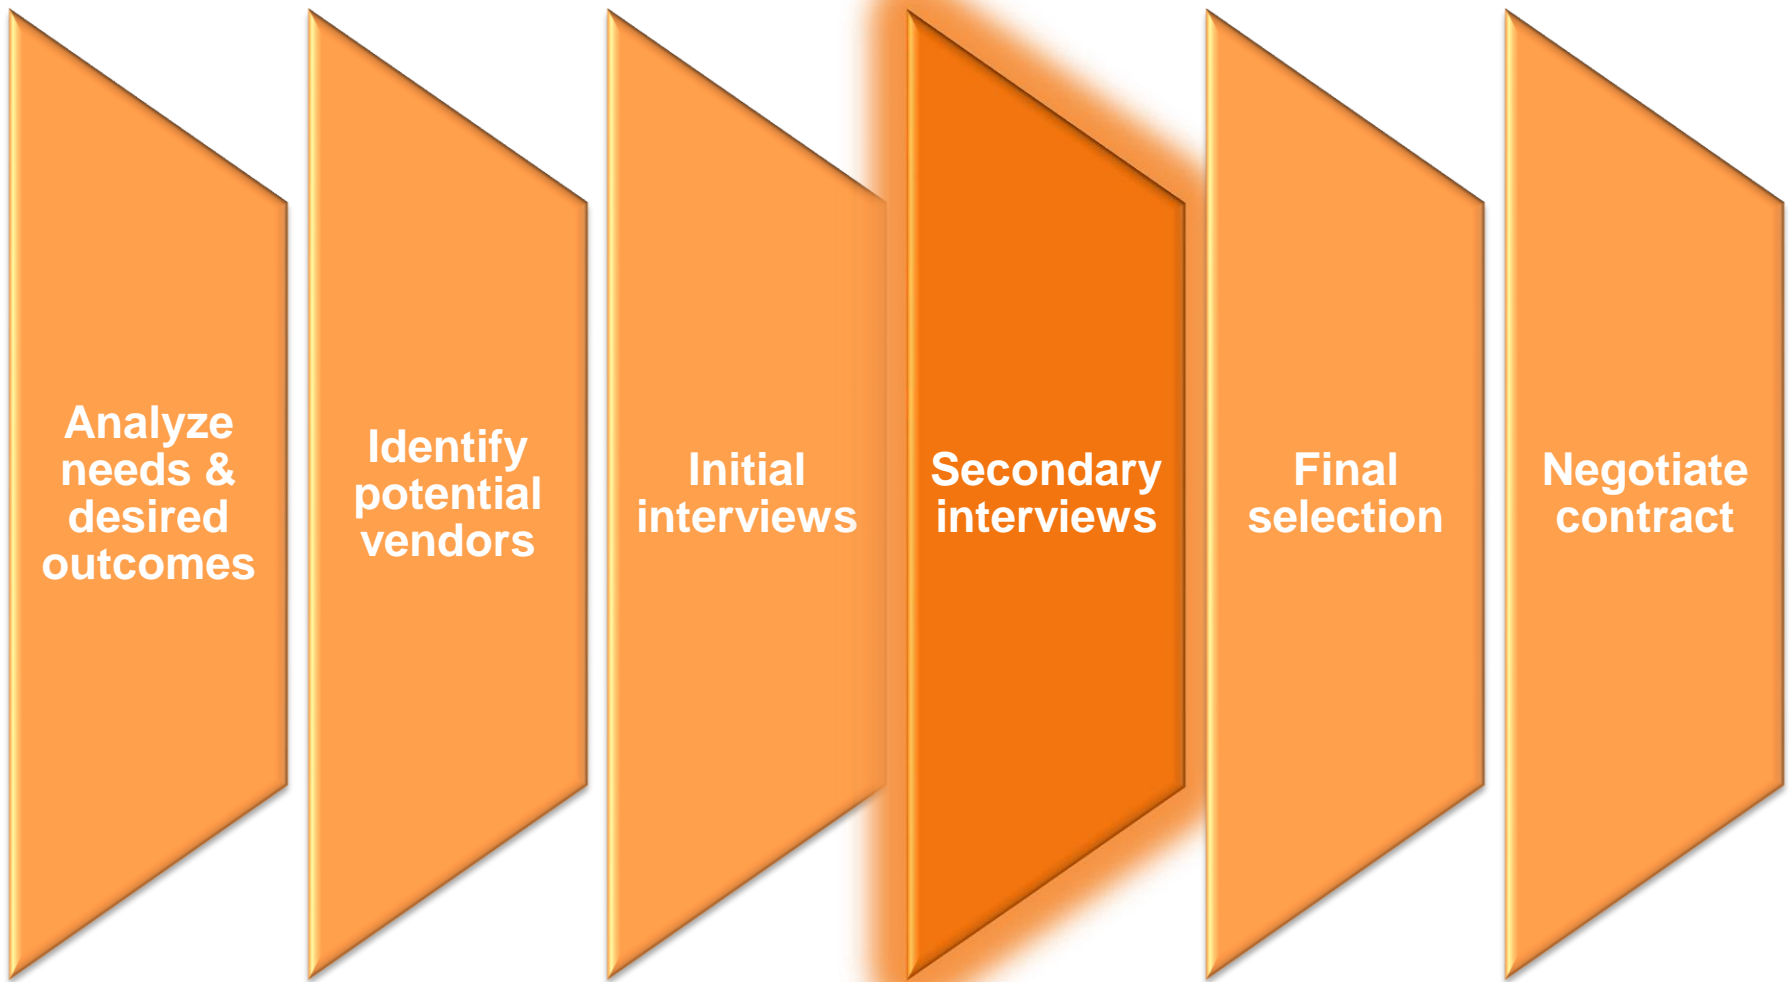 Analyze
needs &
desired
outcomes
Identify
potential
vendors
Initial
interviews
Secondary
interviews
Final
selection
Negotiate
contract